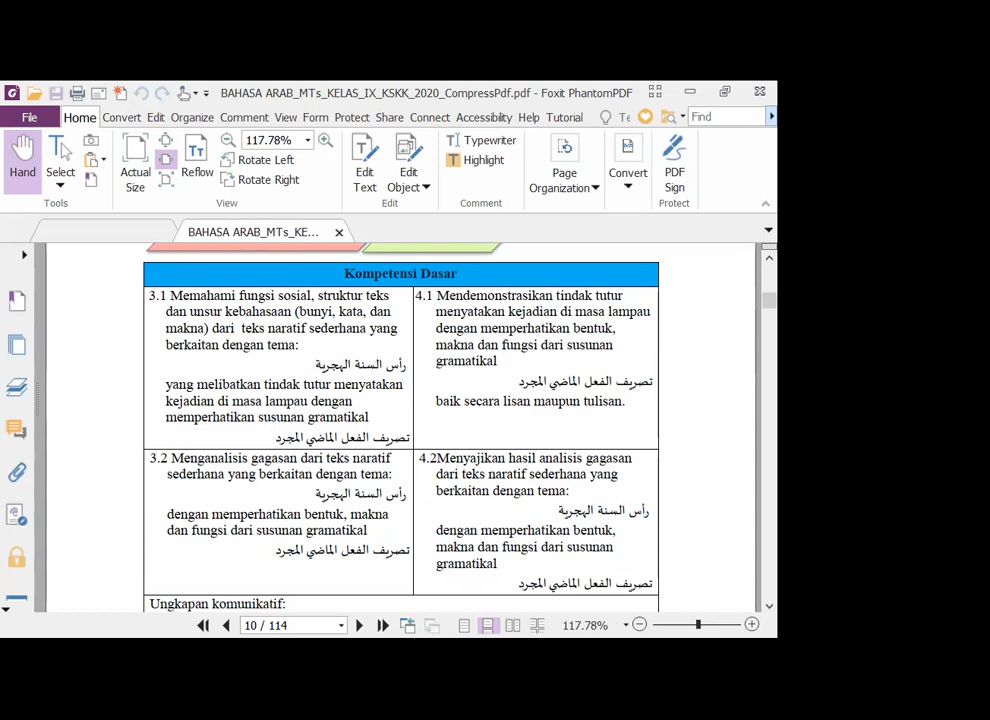 BAHASA ARAB_MTs_KELAS_IX_KSKK_2020_CompressPdf.pdf - Foxit PhantomPDF
File Home Convert Edit Organize Comment View Form Protect Share Connect Accessibility Help Tutorial Te Find
Hand
Select
Tools
Actual Size
Reflow
117.78%
Rotate Left
Rotate Right
View
Edit Text
Edit Object
Edit
Typewriter
Highlight
Comment
Page Organization
Convert
PDF Sign
Protect
BAHASA ARAB_MTs_KE...
Kompetensi Dasar
3.1 Memahami fungsi sosial, struktur teks
dan unsur kebahasaan (bunyi, kata, dan
makna) dari teks naratif sederhana yang
berkaitan dengan tema:
رأس السنة الهجرية
yang melibatkan tindak tutur menyatakan
kejadian di masa lampau dengan
memperhatikan susunan gramatikal
تصريف الفعل الماضي المجرد
4.1 Mendemonstrasikan tindak tutur
menyatakan kejadian di masa lampau
dengan memperhatikan bentuk,
makna dan fungsi dari susunan
gramatikal
تصريف الفعل الماضي المجرد
baik secara lisan maupun tulisan.
3.2 Menganalisis gagasan dari teks naratif
sederhana yang berkaitan dengan tema:
رأس السنة الهجرية
dengan memperhatikan bentuk, makna
dan fungsi dari susunan gramatikal
تصريف الفعل الماضي المجرد
4.2Menyajikan hasil analisis gagasan
dari teks naratif sederhana yang
berkaitan dengan tema:
رأس السنة الهجرية
dengan memperhatikan bentuk,
makna dan fungsi dari susunan
gramatikal
تصريف الفعل الماضي المجرد
Ungkapan komunikatif:
10 / 114
117.78%